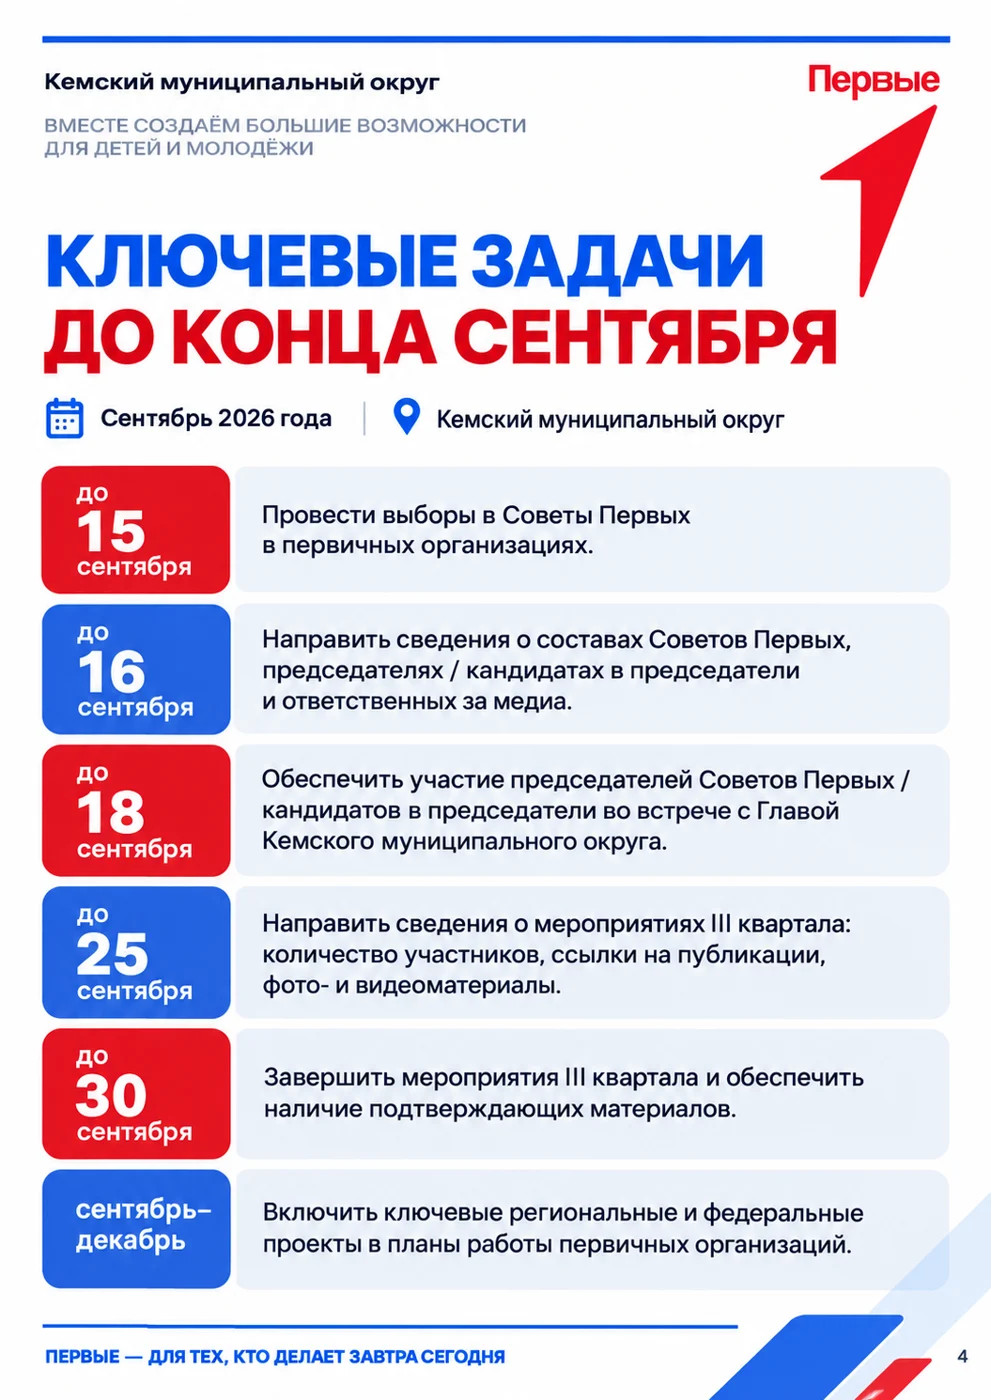 Кемский муниципальный округ
Первые
ВМЕСТЕ СОЗДАЁМ БОЛЬШИЕ ВОЗМОЖНОСТИ
ДЛЯ ДЕТЕЙ И МОЛОДЁЖИ
КЛЮЧЕВЫЕ ЗАДАЧИ
ДО КОНЦА СЕНТЯБРЯ
Сентябрь 2026 года
Кемский муниципальный округ
до
15
сентября
Провести выборы в Советы Первых
в первичных организациях.
до
16
сентября
Направить сведения о составах Советов Первых,
председателях / кандидатах в председатели
и ответственных за медиа.
до
18
сентября
Обеспечить участие председателей Советов Первых /
кандидатов в председатели во встрече с Главой
Кемского муниципального округа.
до
25
сентября
Направить сведения о мероприятиях III квартала:
количество участников, ссылки на публикации,
фото- и видеоматериалы.
до
30
сентября
Завершить мероприятия III квартала и обеспечить
наличие подтверждающих материалов.
сентябрь–
декабрь
Включить ключевые региональные и федеральные
проекты в планы работы первичных организаций.
ПЕРВЫЕ — ДЛЯ ТЕХ, КТО ДЕЛАЕТ ЗАВТРА СЕГОДНЯ
4